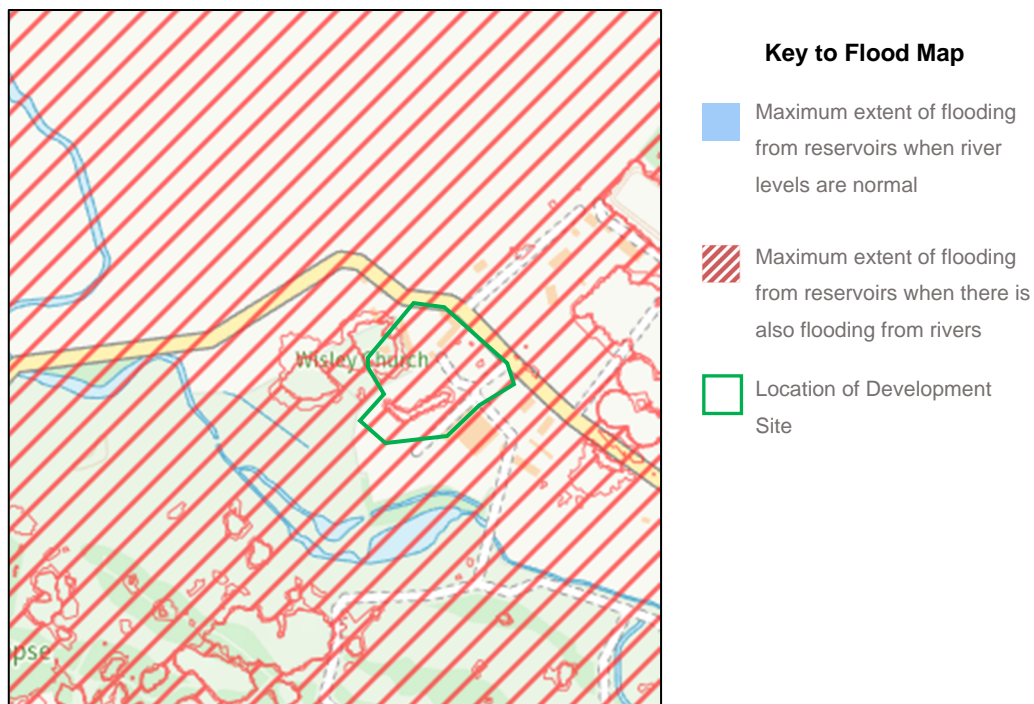 Key to Flood Map
Maximum extent of flooding
from reservoirs when river
levels are normal
Maximum extent of flooding
from reservoirs when there is
also flooding from rivers
Location of Development
Site
Wisley Church
pse